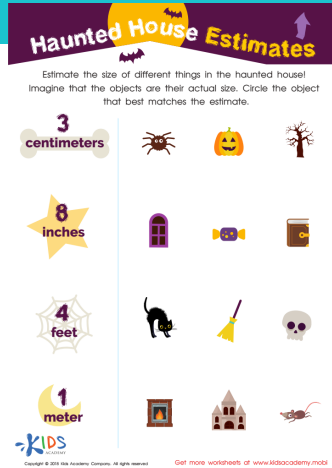 Haunted House Estimates
Estimate the size of different things in the haunted house!
Imagine that the objects are their actual size. Circle the object
that best matches the estimate.
3
centimeters
8
inches
4
feet
1
meter
KIDS
ACADEMY
Copyright © 2016 Kids Academy Company. All rights reserved
Get more worksheets at www.kidsacademy.mobi